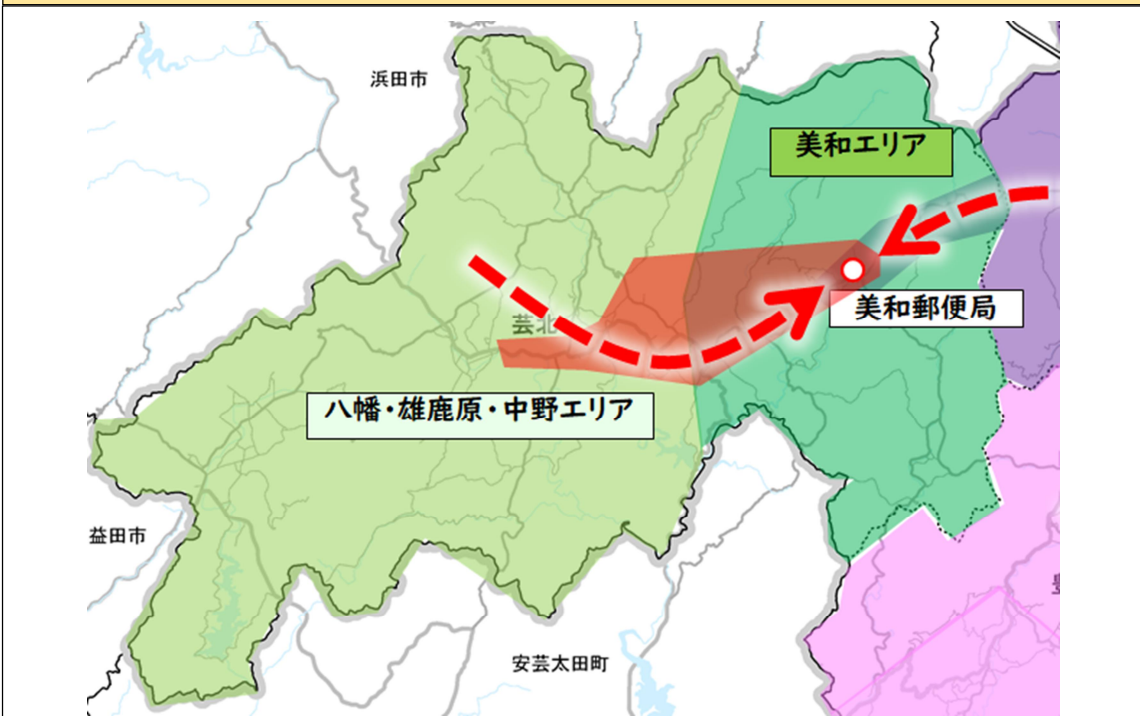 浜田市
美和エリア
美和郵便局
芸北
八幡・雄鹿原・中野エリア
益田市
安芸太田町